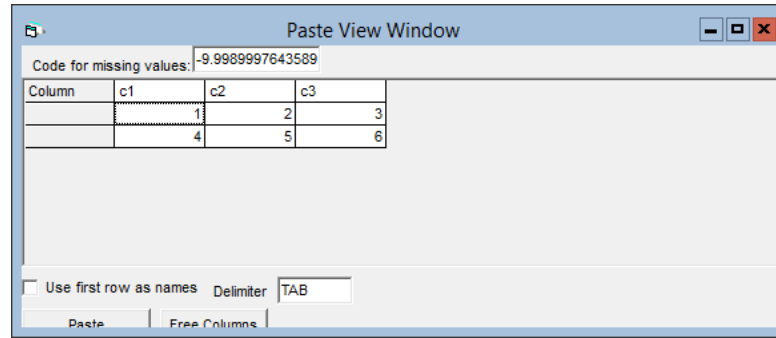 Paste View Window
Code for missing values: -9.9989997643589
Column c1 c2 c3
1 2 3
4 5 6
Use first row as names Delimiter TAB
Paste Free Columns